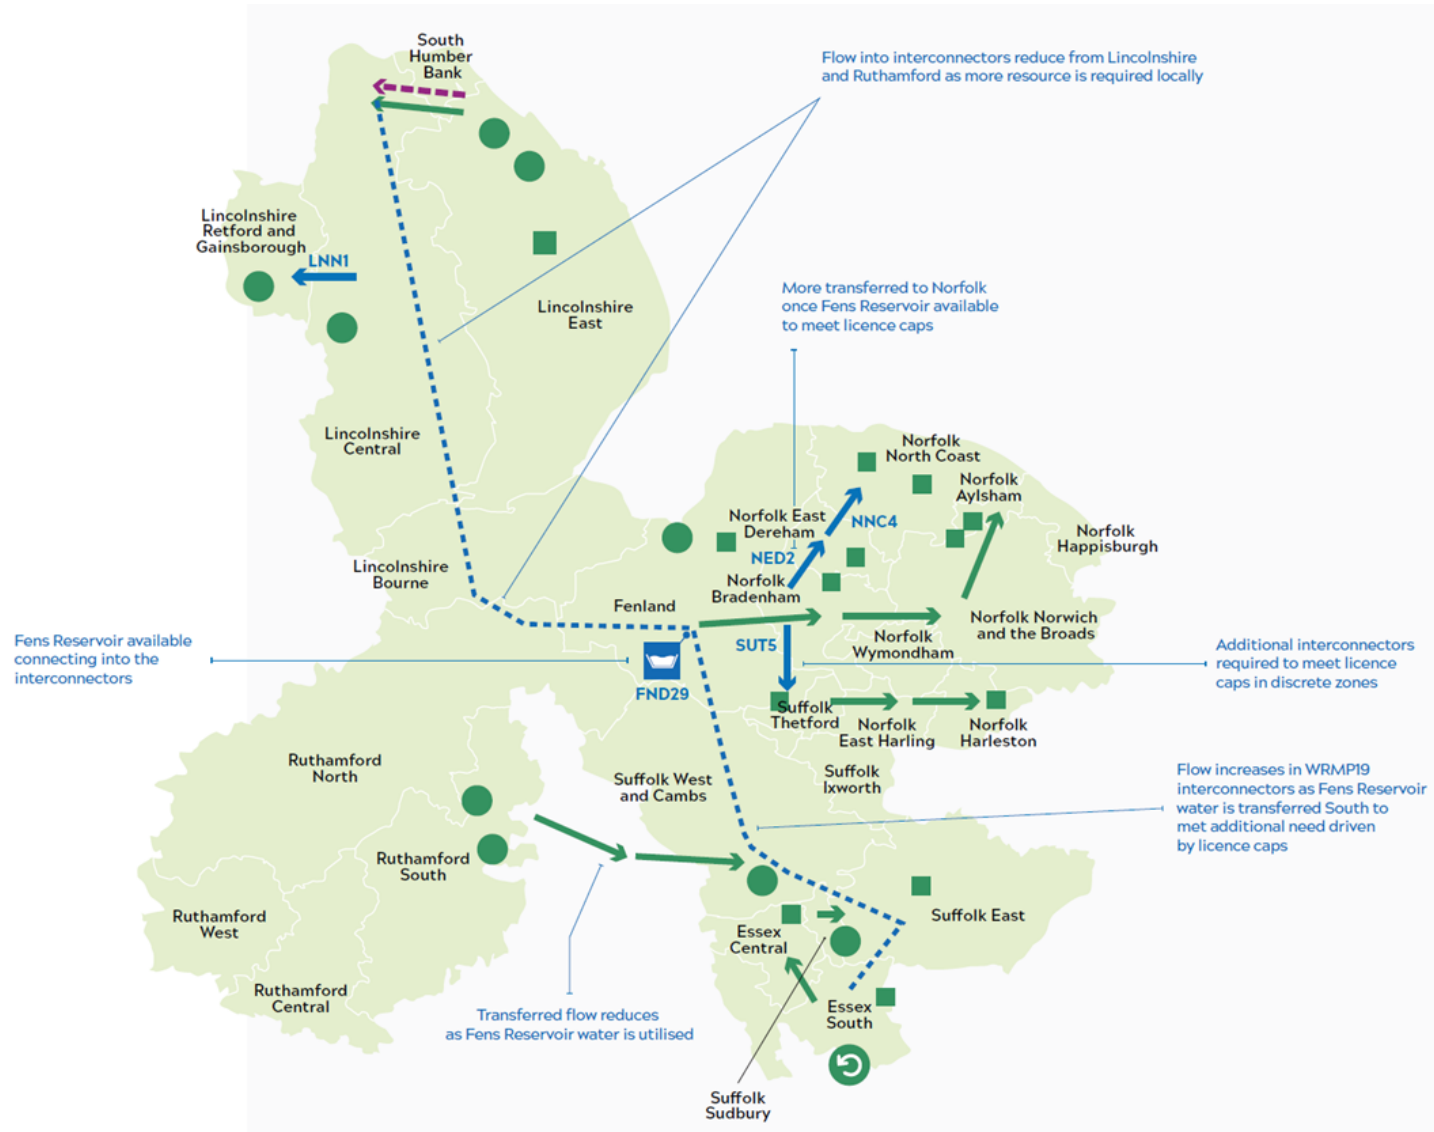 South
Humber
Bank
Flow into interconnectors reduce from Lincolnshire
and Ruthamford as more resource is required locally
Lincolnshire
Retford and
Gainsborough
LNN1
Lincolnshire
East
More transferred to Norfolk
once Fens Reservoir available
to meet licence caps
Lincolnshire
Central
Norfolk
North Coast
Norfolk
Aylsham
Norfolk East
Dereham
NNC4
Norfolk
Happisburgh
NED2
Lincolnshire
Bourne
Norfolk
Bradenham
Fenland
Norfolk Norwich
and the Broads
Norfolk
Wymondham
SUT5
Fens Reservoir available
connecting into the
interconnectors
Additional interconnectors
required to meet licence
caps in discrete zones
FND29
Suffolk
Thetford
Norfolk
East Harling
Norfolk
Harleston
Ruthamford
North
Suffolk West
and Cambs
Suffolk
Ixworth
Flow increases in WRMP19
interconnectors as Fens Reservoir
water is transferred South to
met additional need driven
by licence caps
Ruthamford
South
Ruthamford
West
Suffolk East
Essex
Central
Ruthamford
Central
Essex
South
Transferred flow reduces
as Fens Reservoir water is utilised
Suffolk
Sudbury